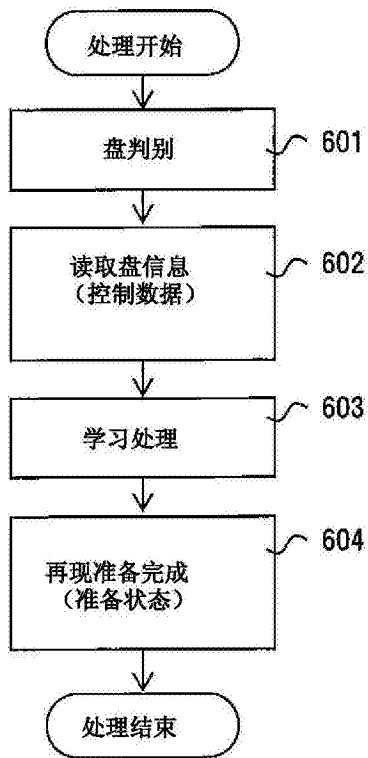 处理开始
盘判别
601
读取盘信息
(控制数据)
602
学习处理
603
再现准备完成
(准备状态)
604
处理结束